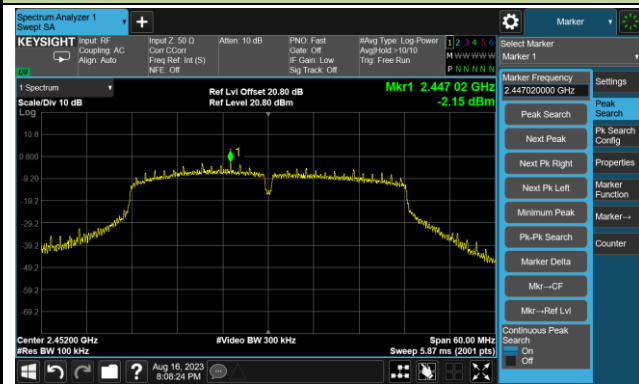 Spectrum Analyzer 1
Swept SA
+
Marker
KEYSIGHT
Input: RF
Coupling: AC
Align: Auto
Input Z: 50 Ω
Corr CCorr
Freq Ref: Int (S)
NFE: Off
Atten: 10 dB
PNO: Fast
Gate: Off
IF Gain: Low
Sig Track: Off
#Avg Type: Log-Power
Avg|Hold:>10/10
Trig: Free Run
1 2 3 4 5 6
M W W W W W
P N N N N N
LXI
Select Marker
Marker 1
1 Spectrum
Scale/Div 10 dB
Log
Ref Lvl Offset 20.80 dB
Ref Level 20.80 dBm
Mkr1 2.447 02 GHz
-2.15 dBm
10.8
0.800
-9.20
-19.2
-29.2
-39.2
-49.2
-59.2
-69.2
1
Center 2.45200 GHz
#Res BW 100 kHz
#Video BW 300 kHz
Span 60.00 MHz
Sweep 5.87 ms (2001 pts)
Marker Frequency
2.447020000 GHz
Peak Search
Next Peak
Next Pk Right
Next Pk Left
Minimum Peak
Pk-Pk Search
Marker Delta
Mkr→CF
Mkr→Ref Lvl
Continuous Peak
Search
On
Off
Settings
Peak
Search
Pk Search
Config
Properties
Marker
Function
Marker→
Counter
?
Aug 16, 2023
8:08:24 PM